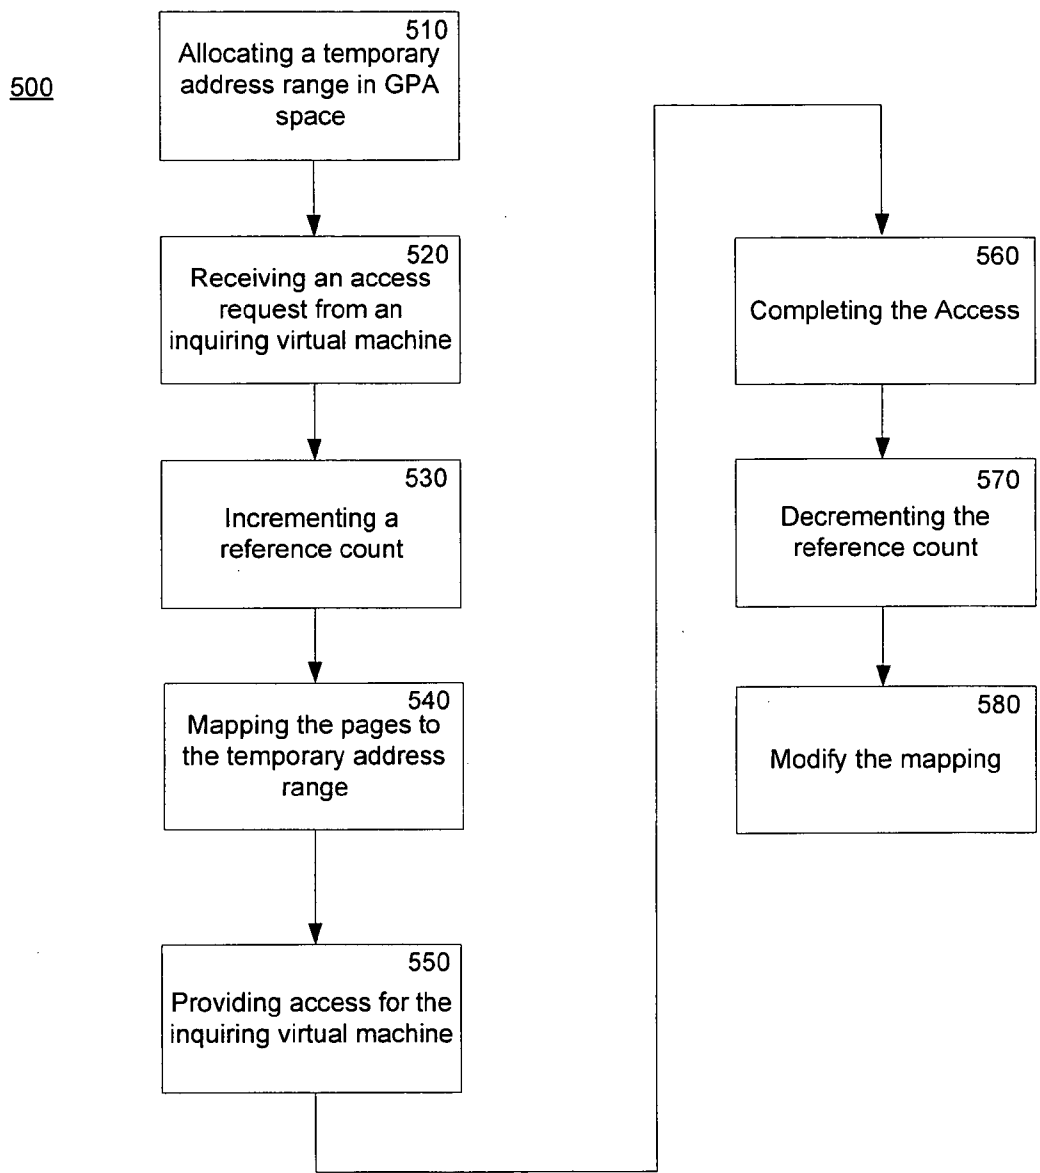 500
510
Allocating a temporary
address range in GPA
space
520
Receiving an access
request from an
inquiring virtual machine
530
Incrementing a
reference count
540
Mapping the pages to
the temporary address
range
550
Providing access for the
inquiring virtual machine
560
Completing the Access
570
Decrementing the
reference count
580
Modify the mapping